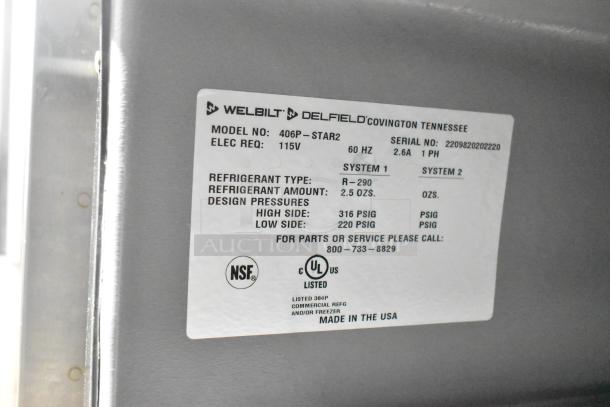 WELBILT DELFIELD COVINGTON TENNESSEE
MODEL NO: 406P-STAR2 SERIAL NO: 2209820202220
ELEC REQ: 115V 60 HZ 2.6A 1 PH
SYSTEM 1 SYSTEM 2
REFRIGERANT TYPE: R-290
REFRIGERANT AMOUNT: 2.5 OZS. OZS.
DESIGN PRESSURES
HIGH SIDE: 316 PSIG PSIG
LOW SIDE: 220 PSIG PSIG
AUCTION
FOR PARTS OR SERVICE PLEASE CALL:
800-733-8829
NSF®
C UL US
LISTED
LISTED 384P
COMMERCIAL REFG
AND/OR FREEZER
MADE IN THE USA